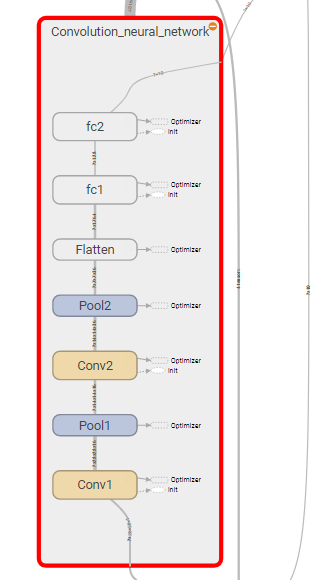 Convolution_neural_network
fc2
Optimizer
Init
fc1
Optimizer
Init
Flatten
Optimizer
Pool2
Optimizer
Conv2
Optimizer
Init
Pool1
Optimizer
Conv1
Optimizer
Init